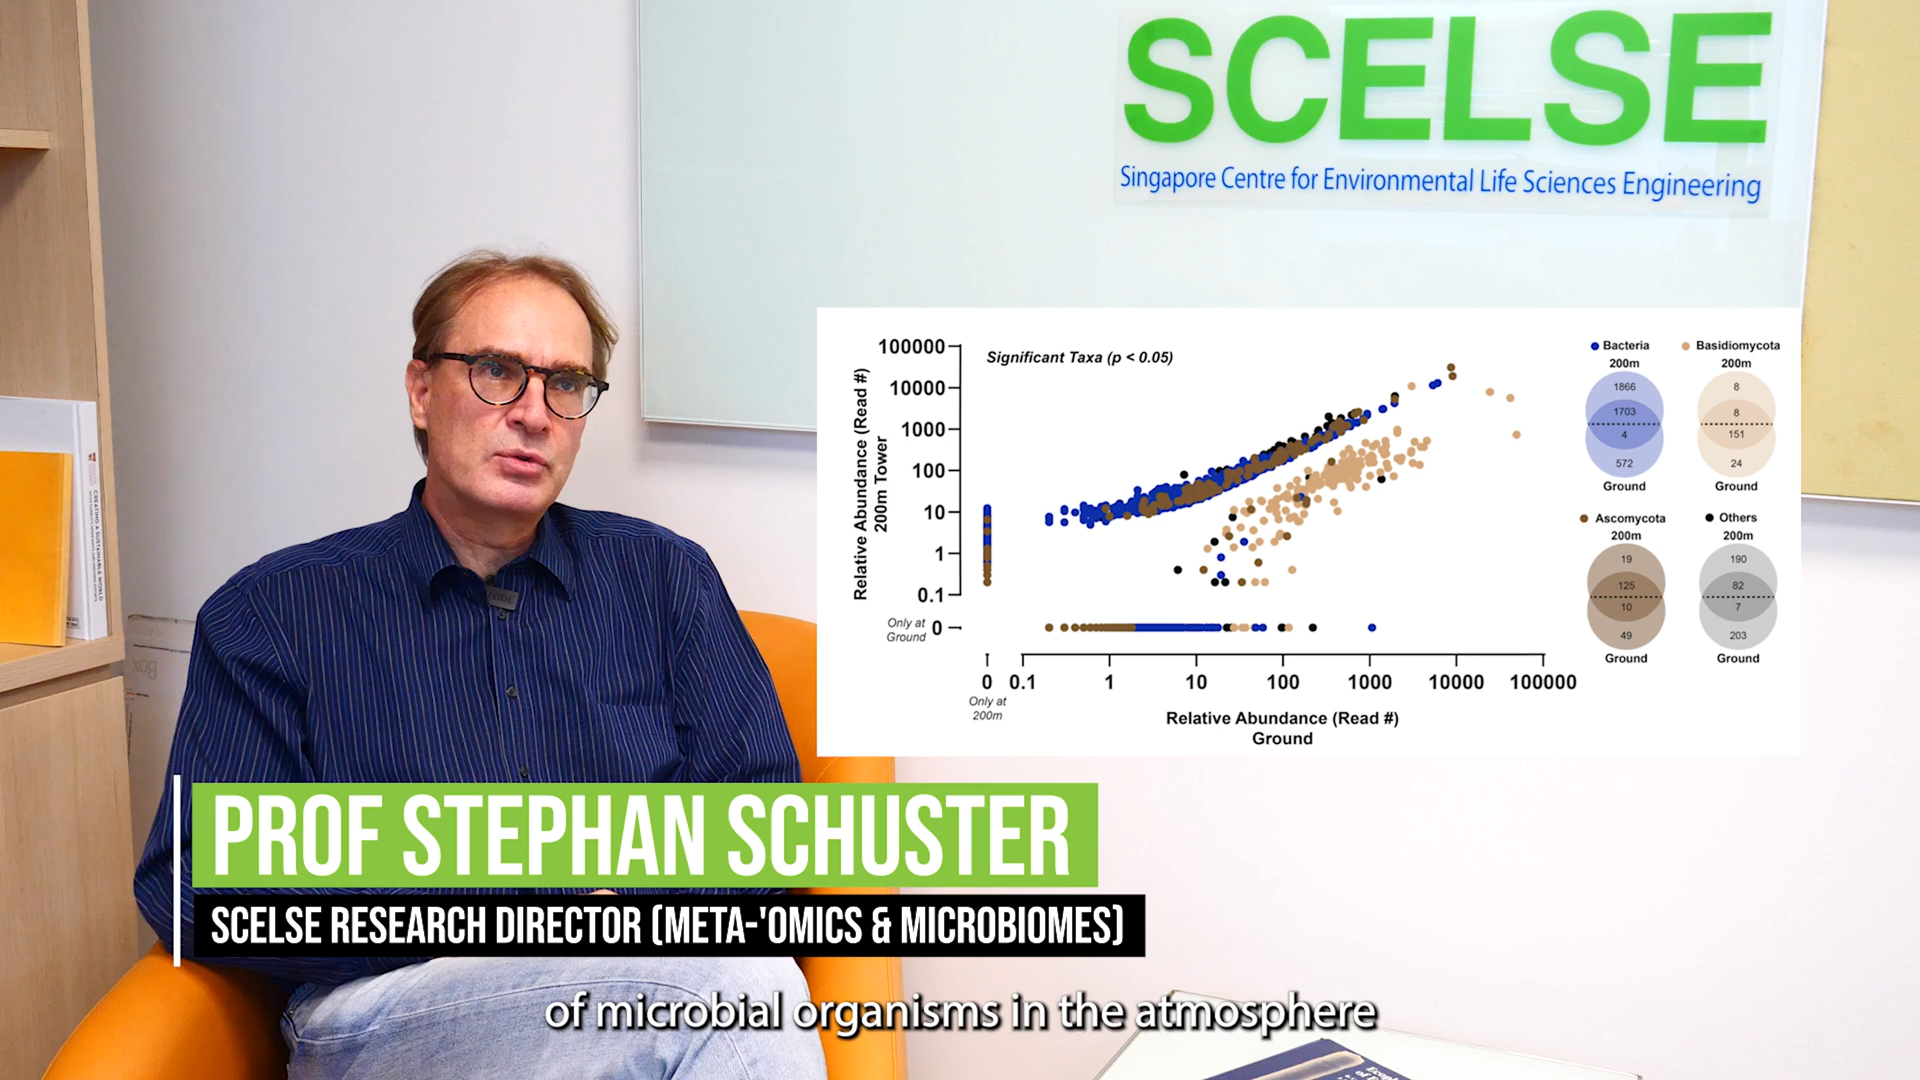 SCELSE
Singapore Centre for Environmental Life Sciences Engineering
CREATING A SUSTAINABLE WORLD
Box
Significant Taxa (p < 0.05)
Relative Abundance (Read #)
200m Tower
100000
10000
1000
100
10
1
0.1
Only at
Ground
0
0 0.1 1 10 100 1000 10000 100000
Only at
200m
Relative Abundance (Read #)
Ground
Bacteria
200m
1866
1703
4
572
Ground
Basidiomycota
200m
8
8
151
24
Ground
Ascomycota
200m
19
125
10
49
Ground
Others
200m
190
82
7
203
Ground
PROF STEPHAN SCHUSTER
SCELSE RESEARCH DIRECTOR (META-'OMICS & MICROBIOMES)
of microbial organisms in the atmosphere